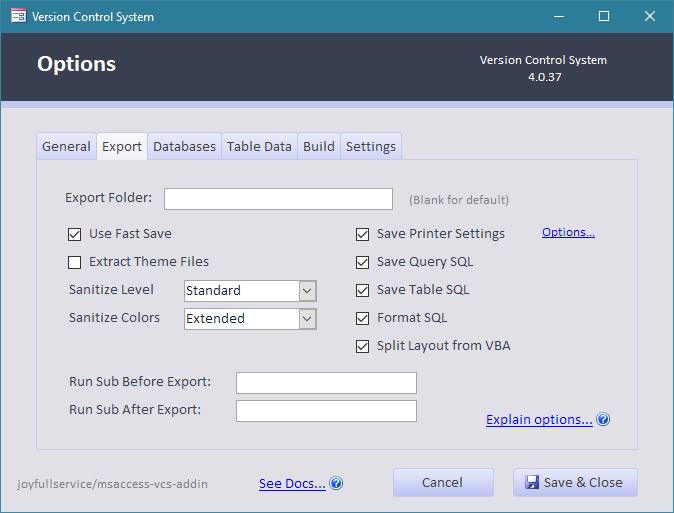 Version Control System
Options
Version Control System
4.0.37
General Export Databases Table Data Build Settings
Export Folder: (Blank for default)
Use Fast Save Save Printer Settings Options...
Extract Theme Files Save Query SQL
Sanitize Level Standard Save Table SQL
Sanitize Colors Extended Format SQL
Split Layout from VBA
Run Sub Before Export:
Run Sub After Export:
Explain options... ?
joyfullservice/msaccess-vcs-addin See Docs... ? Cancel Save & Close